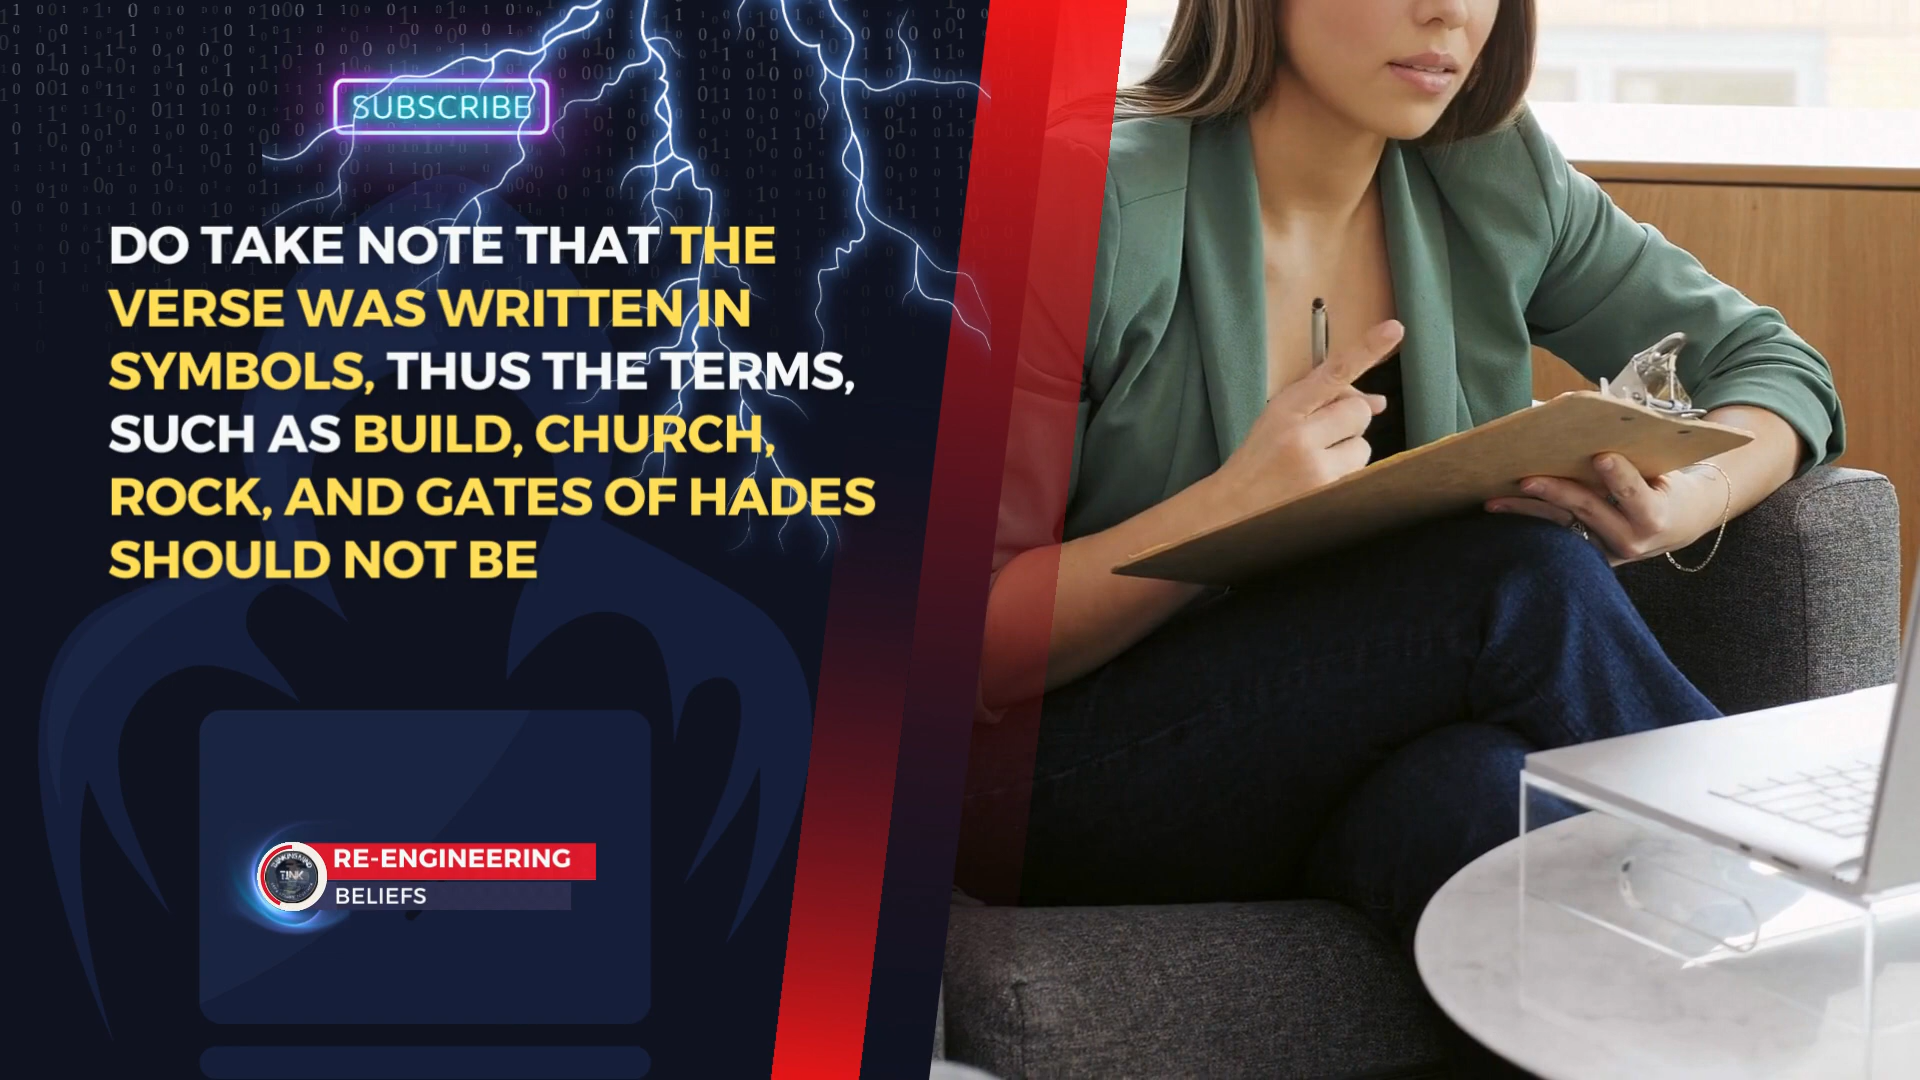 SUBSCRIBE
DO TAKE NOTE THAT THE
VERSE WAS WRITTEN IN
SYMBOLS, THUS THE TERMS,
SUCH AS BUILD, CHURCH,
ROCK, AND GATES OF HADES
SHOULD NOT BE
RE-ENGINEERING
BELIEFS